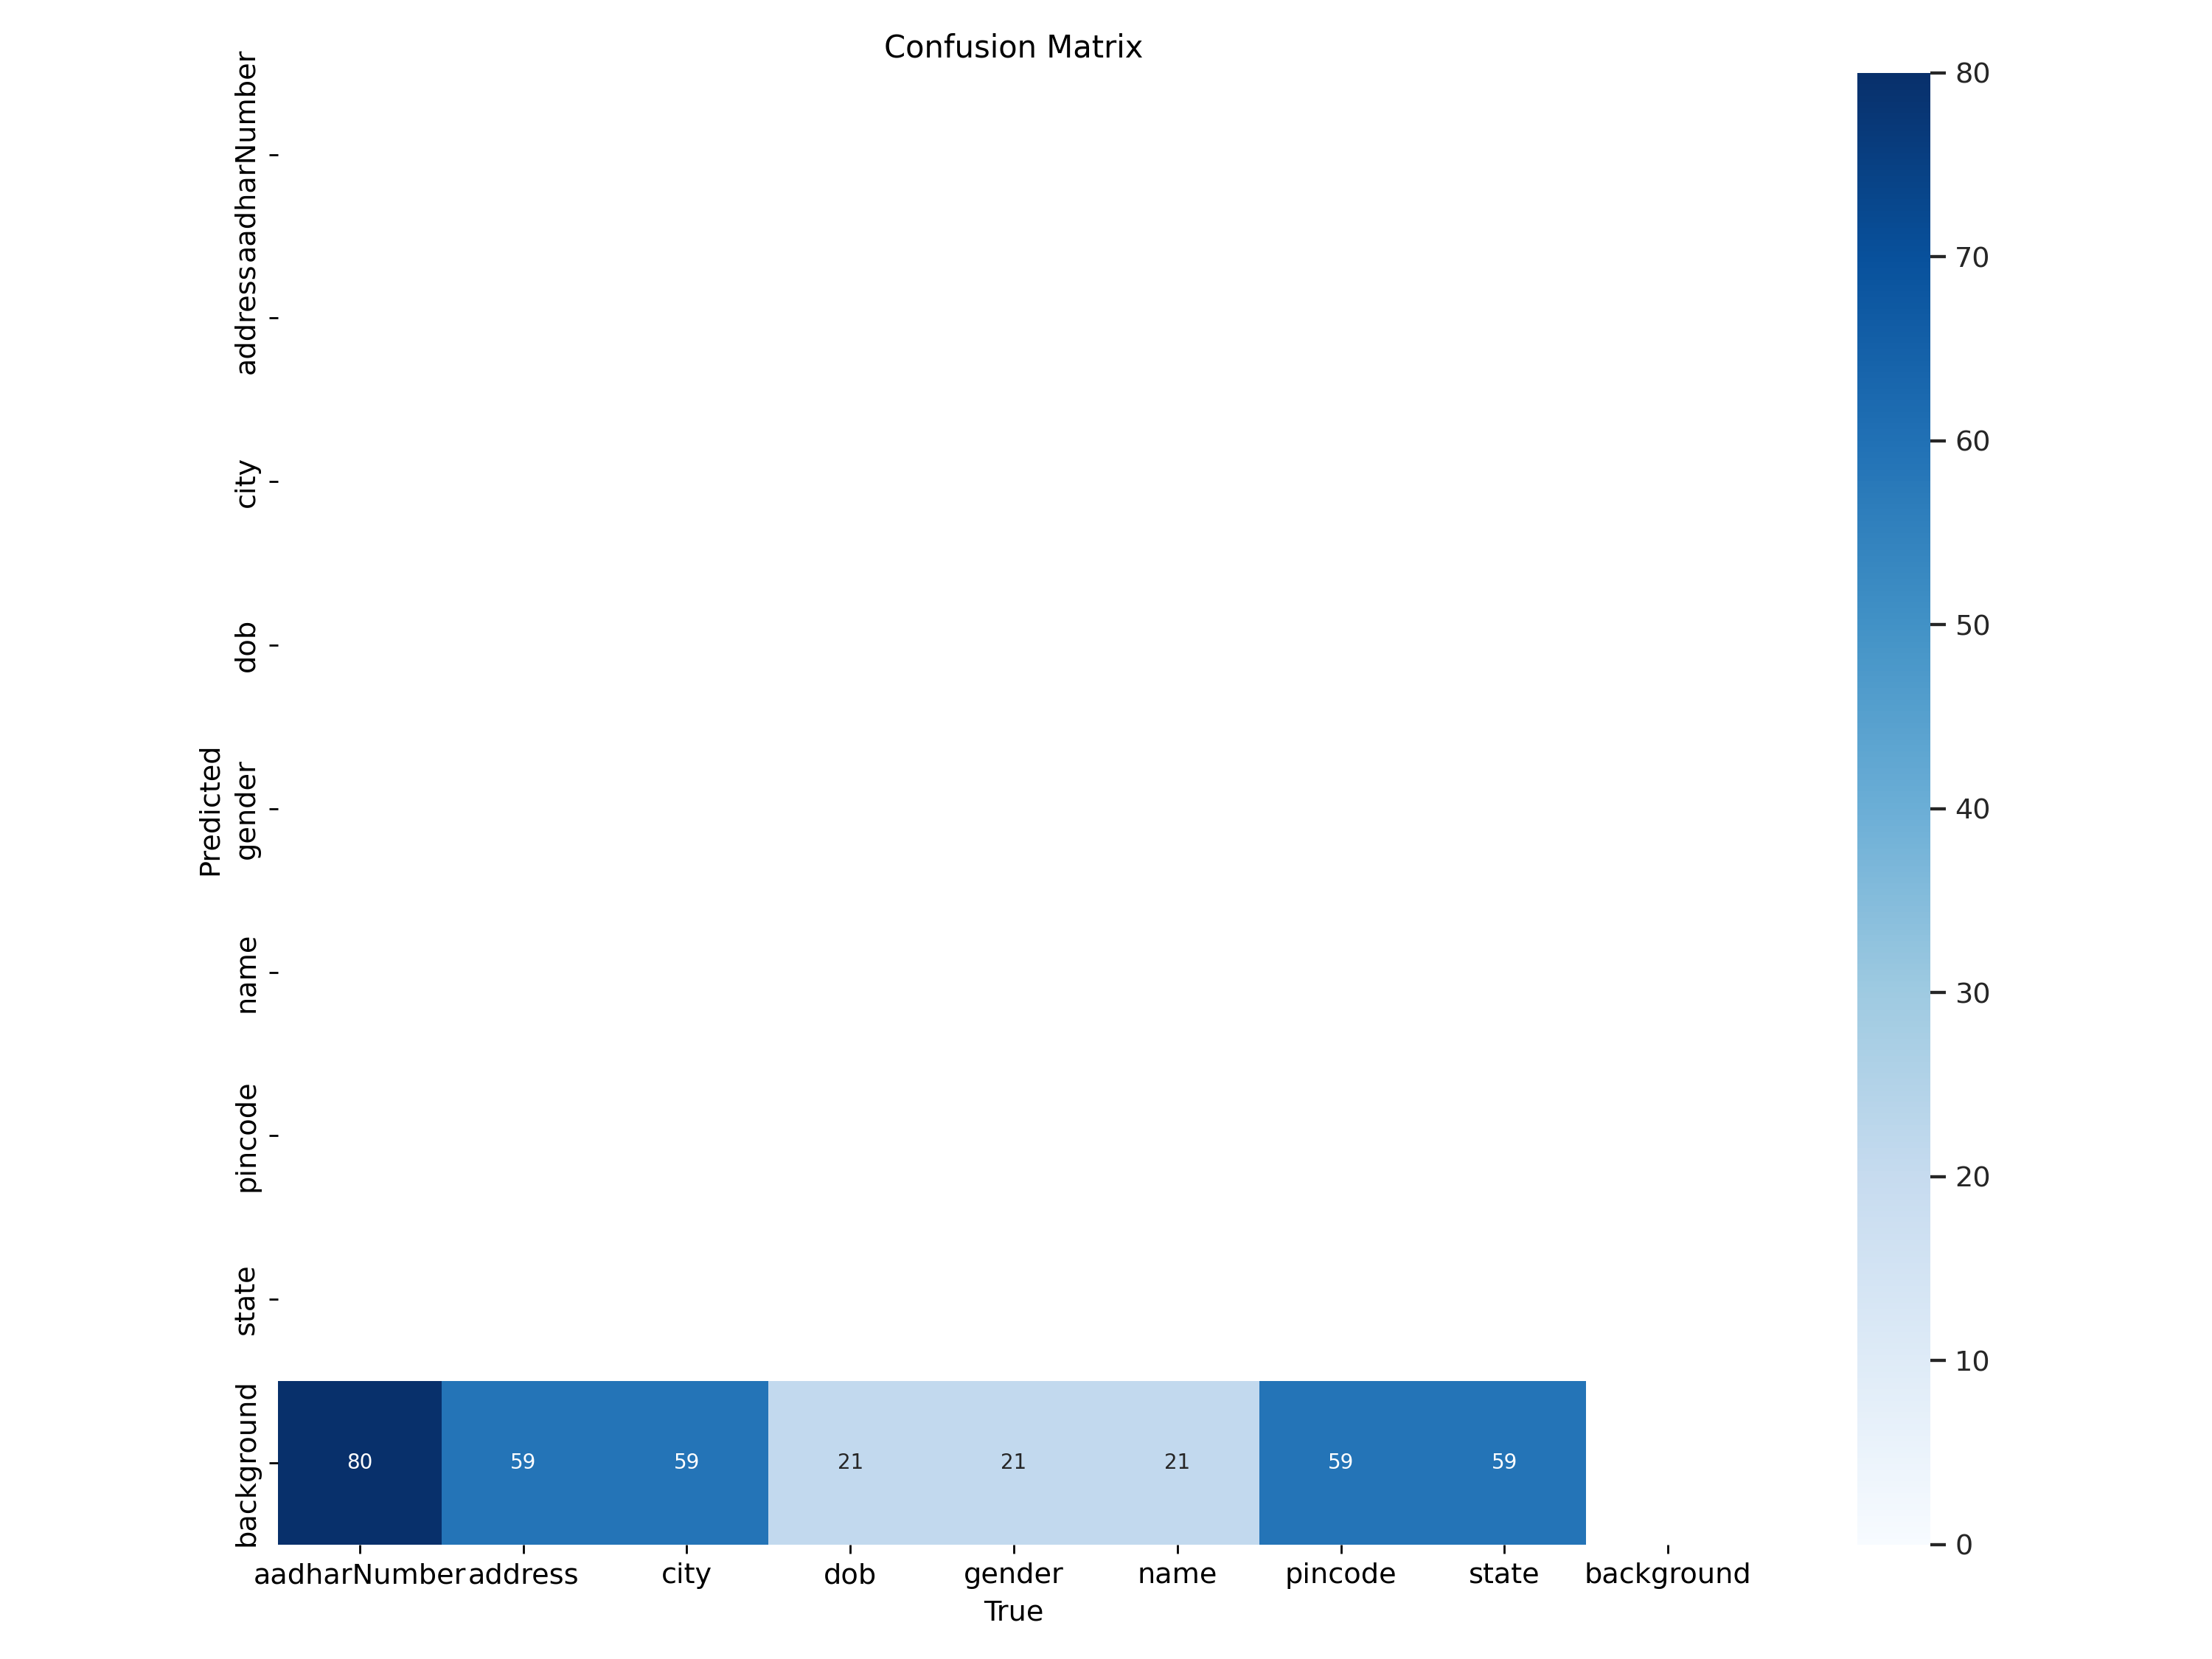 Confusion Matrix
aadharNumber
address
city
dob
gender
name
pincode
state
background
Predicted
80 59 59 21 21 21 59 59
aadharNumber address city dob gender name pincode state background
True
80
70
60
50
40
30
20
10
0